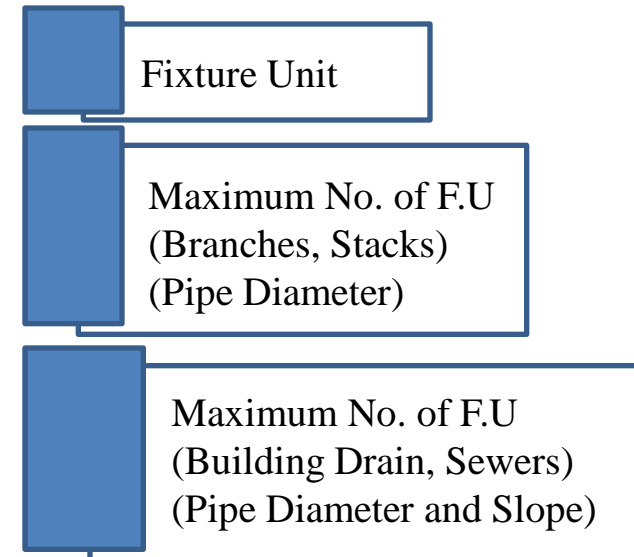 Fixture Unit
Maximum No. of F.U
(Branches, Stacks)
(Pipe Diameter)
Maximum No. of F.U
(Building Drain, Sewers)
(Pipe Diameter and Slope)